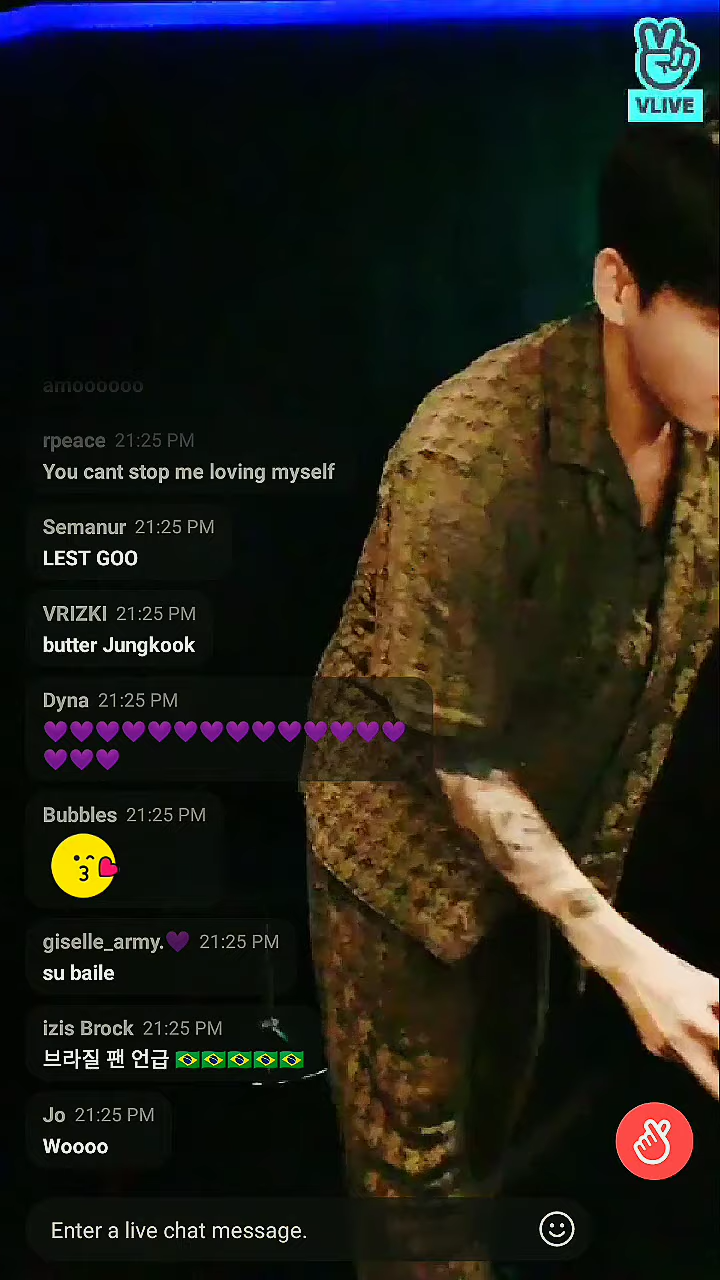 VLIVE
amoooooo
rpeace 21:25 PM
You cant stop me loving myself
Semanur 21:25 PM
LEST GOO
VRIZKI 21:25 PM
butter Jungkook
Dyna 21:25 PM
💜💜💜💜💜💜💜💜💜💜💜💜💜💜
💜💜💜
Bubbles 21:25 PM
giselle_army.💜 21:25 PM
su baile
izis Brock 21:25 PM
브라질 팬 언급 🇧🇷🇧🇷🇧🇷🇧🇷🇧🇷
Jo 21:25 PM
Woooo
Enter a live chat message.